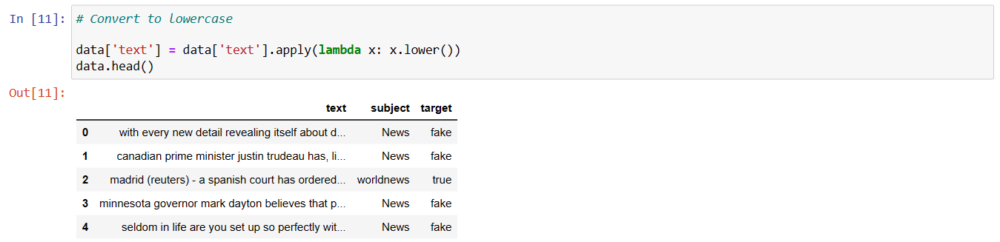 In [11]: # Convert to lowercase
data['text'] = data['text'].apply(lambda x: x.lower())
data.head()
Out[11]:
text subject target
0 with every new detail revealing itself about d... News fake
1 canadian prime minister justin trudeau has, li... News fake
2 madrid (reuters) - a spanish court has ordered... worldnews true
3 minnesota governor mark dayton believes that p... News fake
4 seldom in life are you set up so perfectly wit... News fake